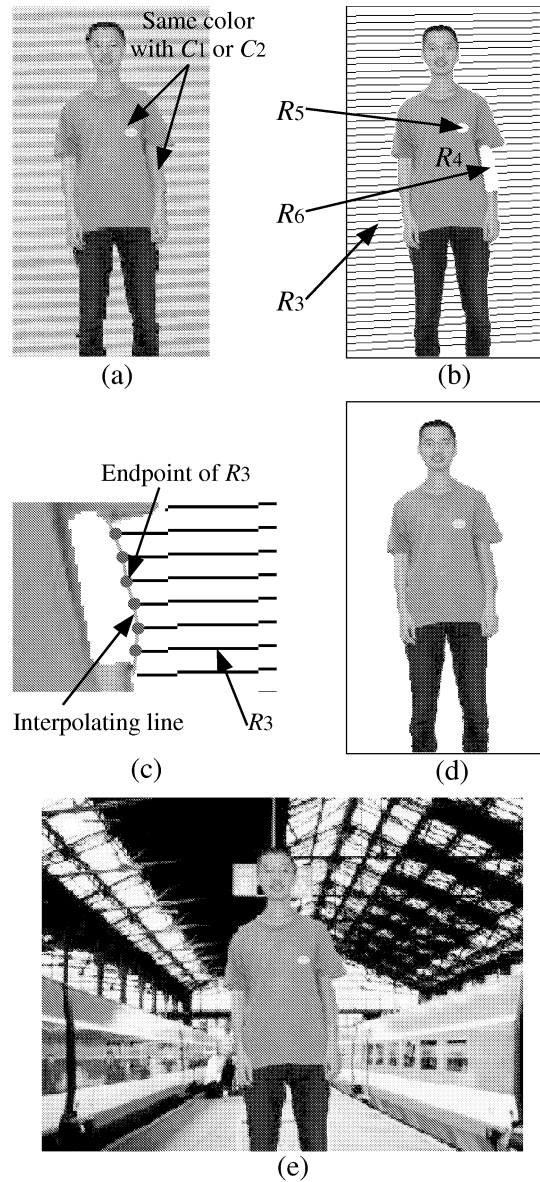 Same color
with C1 or C2
(a)
R5
R4
R6
R3
(b)
Endpoint of R3
Interpolating line
R3
(c)
(d)
(e)